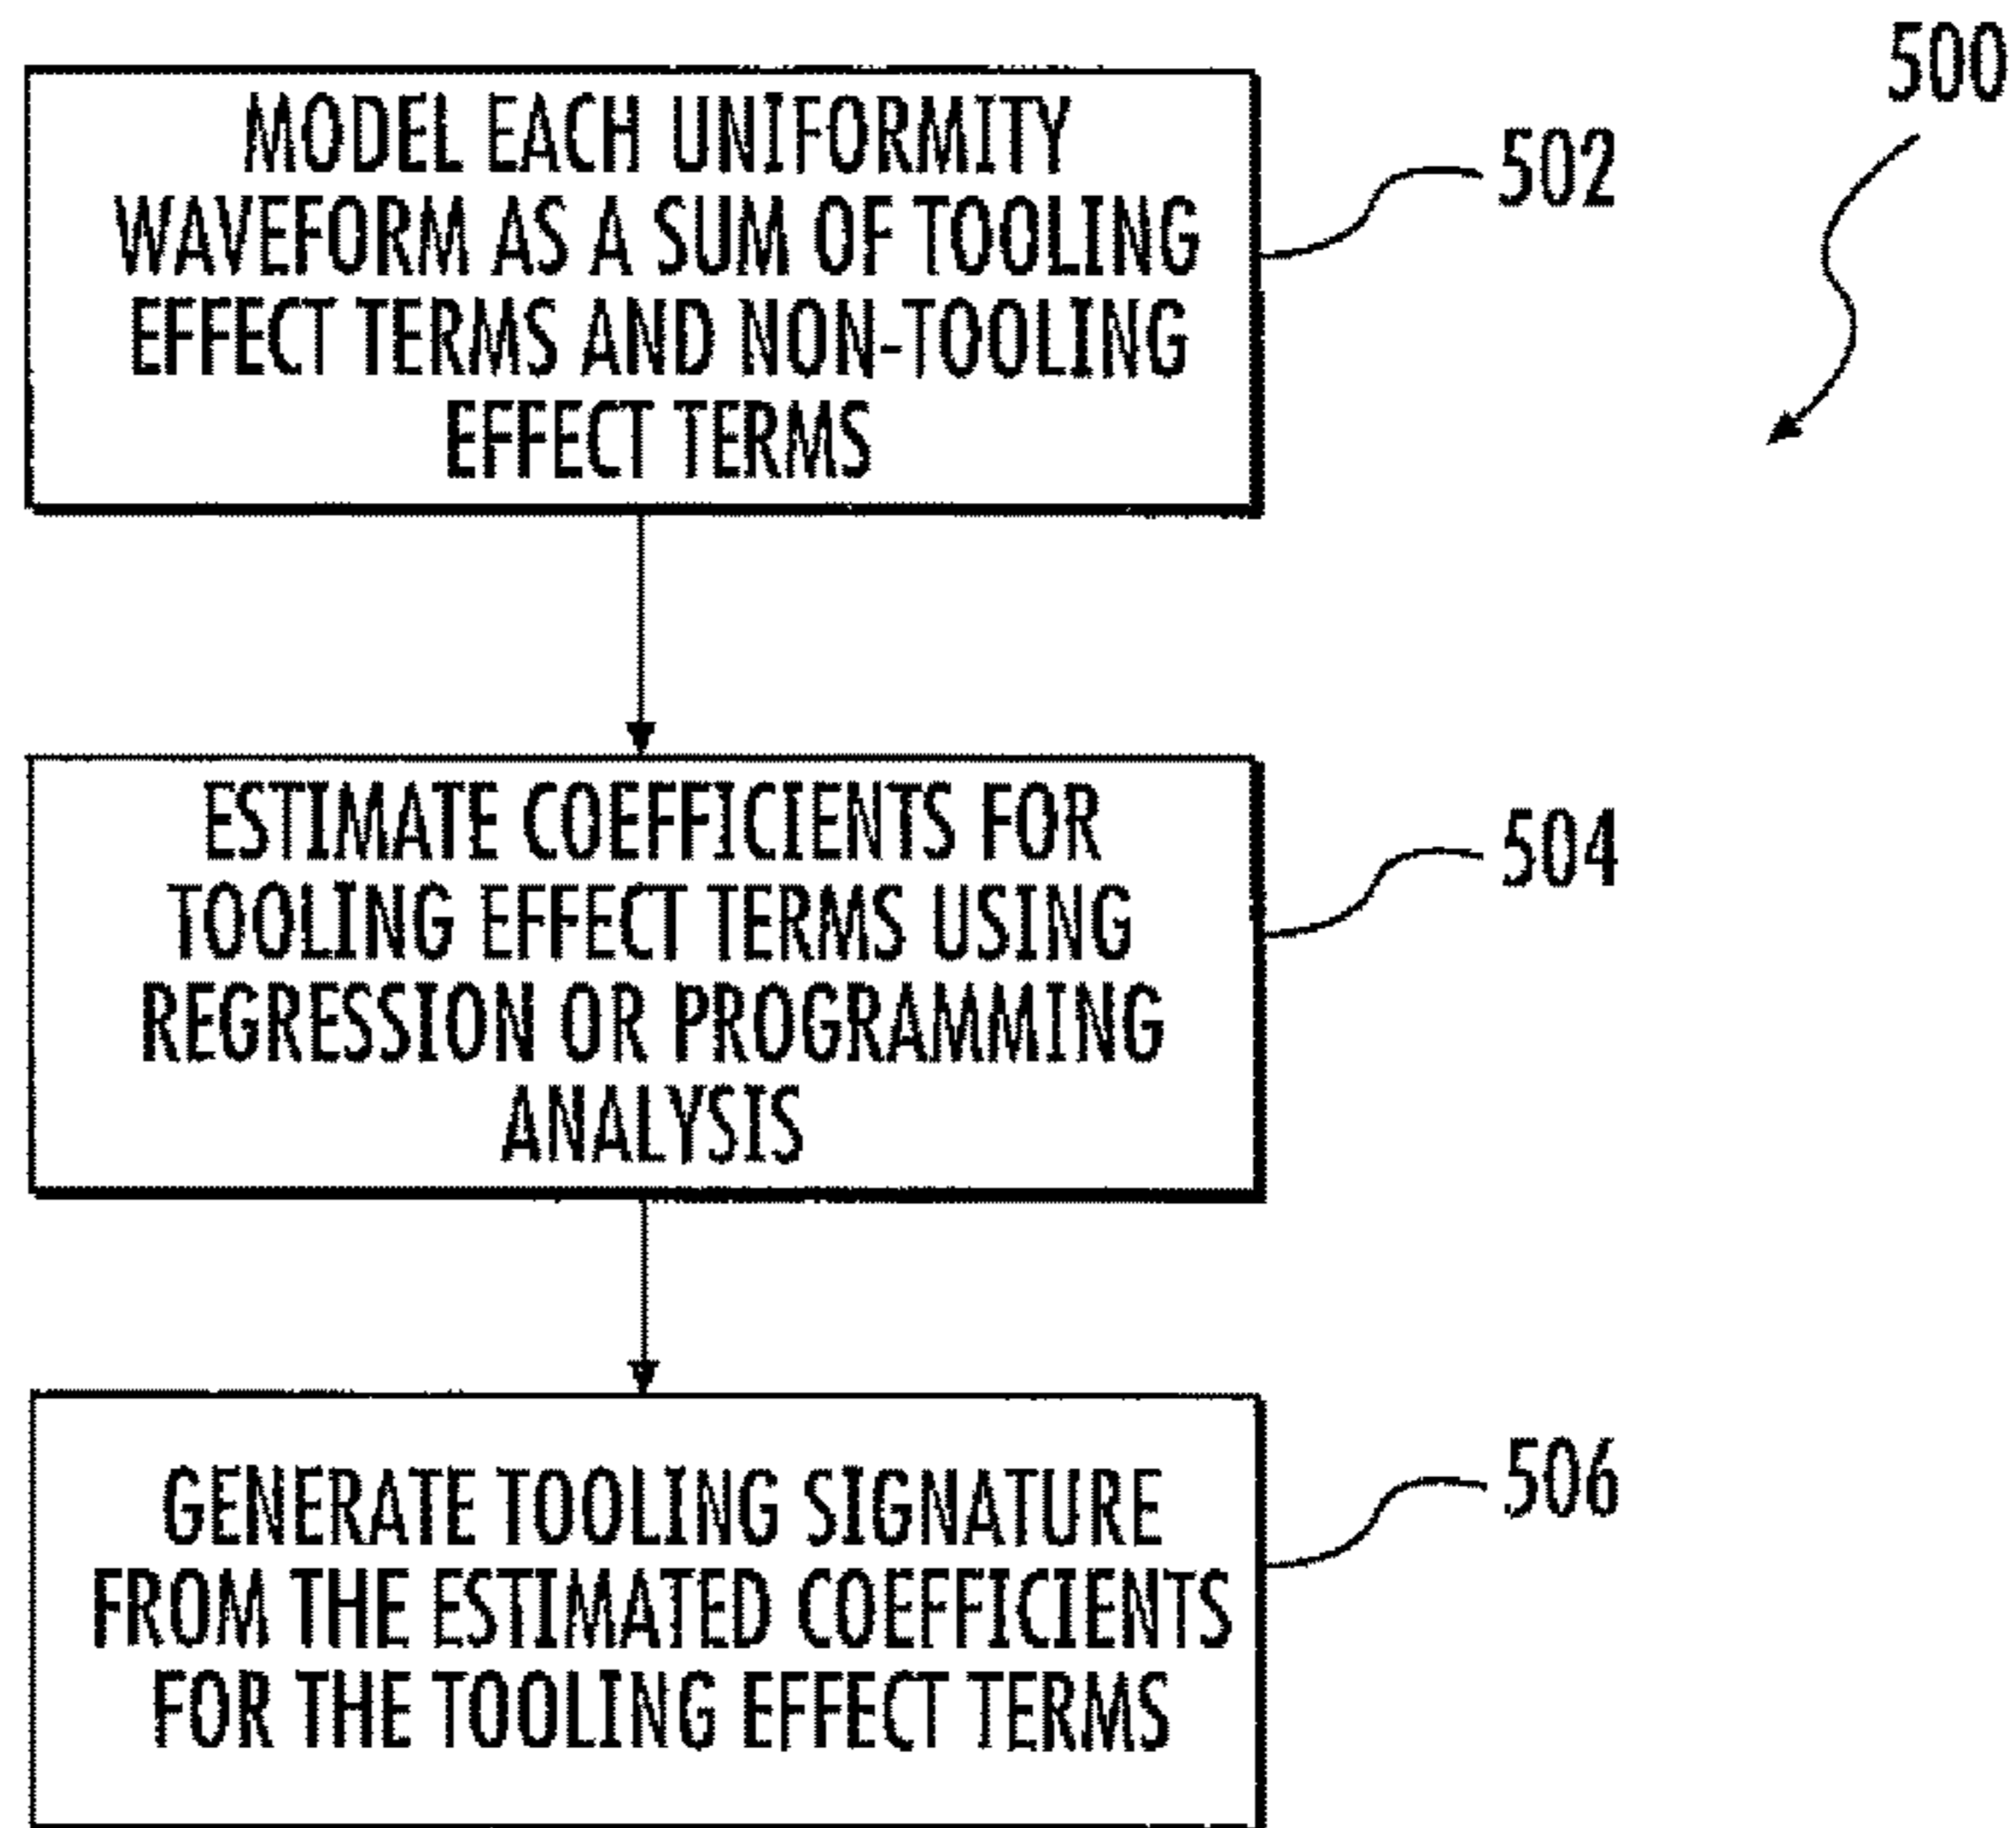 500
MODEL EACH UNIFORMITY
WAVEFORM AS A SUM OF TOOLING
EFFECT TERMS AND NON-TOOLING
EFFECT TERMS
502
ESTIMATE COEFFICIENTS FOR
TOOLING EFFECT TERMS USING
REGRESSION OR PROGRAMMING
ANALYSIS
504
GENERATE TOOLING SIGNATURE
FROM THE ESTIMATED COEFFICIENTS
FOR THE TOOLING EFFECT TERMS
506